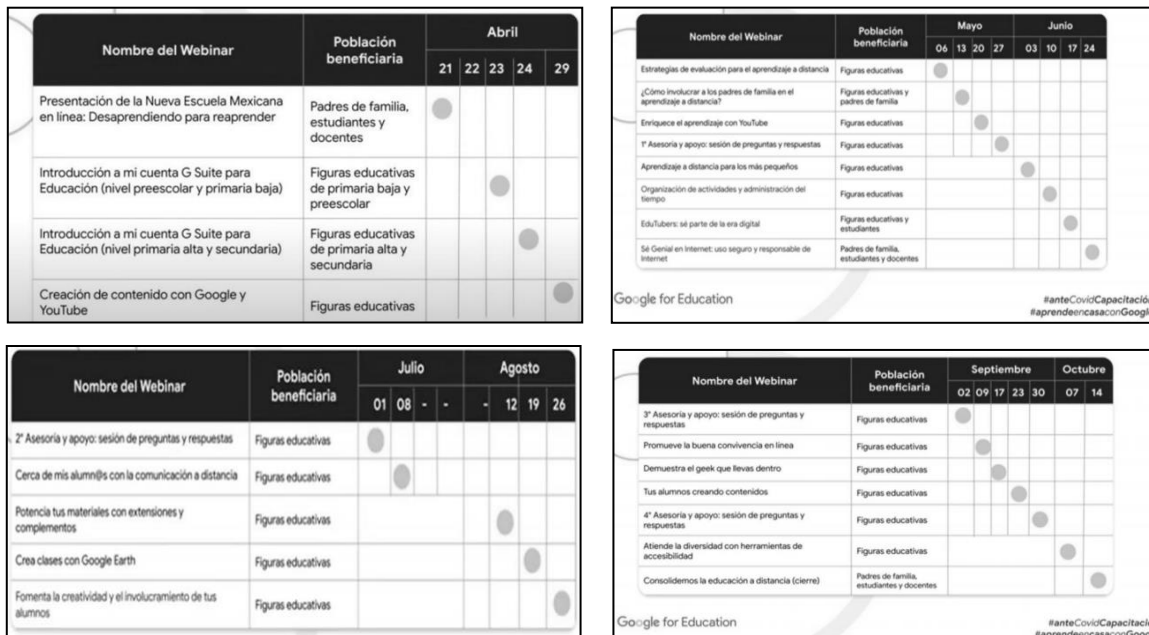 Nombre del Webinar
Población
beneficiaria
Abril
21 22 23 24 29
Presentación de la Nueva Escuela Mexicana
en línea: Desaprendiendo para reaprender
Padres de familia,
estudiantes y
docentes
Introducción a mi cuenta G Suite para
Educación (nivel preescolar y primaria baja)
Figuras educativas
de primaria baja y
preescolar
Introducción a mi cuenta G Suite para
Educación (nivel primaria alta y secundaria)
Figuras educativas
de primaria alta y
secundaria
Creación de contenido con Google y
YouTube
Figuras educativas
Nombre del Webinar
Población
beneficiaria
Mayo
Junio
06 13 20 27 03 10 17 24
Estrategias de evaluación para el aprendizaje a distancia
Figuras educativas
¿Cómo involucrar a los padres de familia en el
aprendizaje a distancia?
Figuras educativas y
padres de familia
Enriquece el aprendizaje con YouTube
Figuras educativas
1ª Asesoría y apoyo: sesión de preguntas y respuestas
Figuras educativas
Aprendizaje a distancia para los más pequeños
Figuras educativas
Organización de actividades y administración del
tiempo
Figuras educativas
EduTubers: sé parte de la era digital
Figuras educativas y
estudiantes
Sé Genial en Internet: uso seguro y responsable de
Internet
Padres de familia,
estudiantes y docentes
Google for Education
#anteCovidCapacitación
#aprendeencasaconGoogle
Nombre del Webinar
Población
beneficiaria
Julio
Agosto
01 08 - - - 12 19 26
2ª Asesoría y apoyo: sesión de preguntas y respuestas
Figuras educativas
Cerca de mis alumn@s con la comunicación a distancia
Figuras educativas
Potencia tus materiales con extensiones y
complementos
Figuras educativas
Crea clases con Google Earth
Figuras educativas
Fomenta la creatividad y el involucramiento de tus
alumnos
Figuras educativas
Nombre del Webinar
Población
beneficiaria
Septiembre
Octubre
02 09 17 23 30 07 14
3ª Asesoría y apoyo: sesión de preguntas y
respuestas
Figuras educativas
Promueve la buena convivencia en línea
Figuras educativas
Demuestra el geek que llevas dentro
Figuras educativas
Tus alumnos creando contenidos
Figuras educativas
4ª Asesoría y apoyo: sesión de preguntas y
respuestas
Figuras educativas
Atiende la diversidad con herramientas de
accesibilidad
Figuras educativas
Consolidemos la educación a distancia (cierre)
Padres de familia,
estudiantes y docentes
Google for Education
#anteCovidCapacitació
#aprendeencasaconGoogl